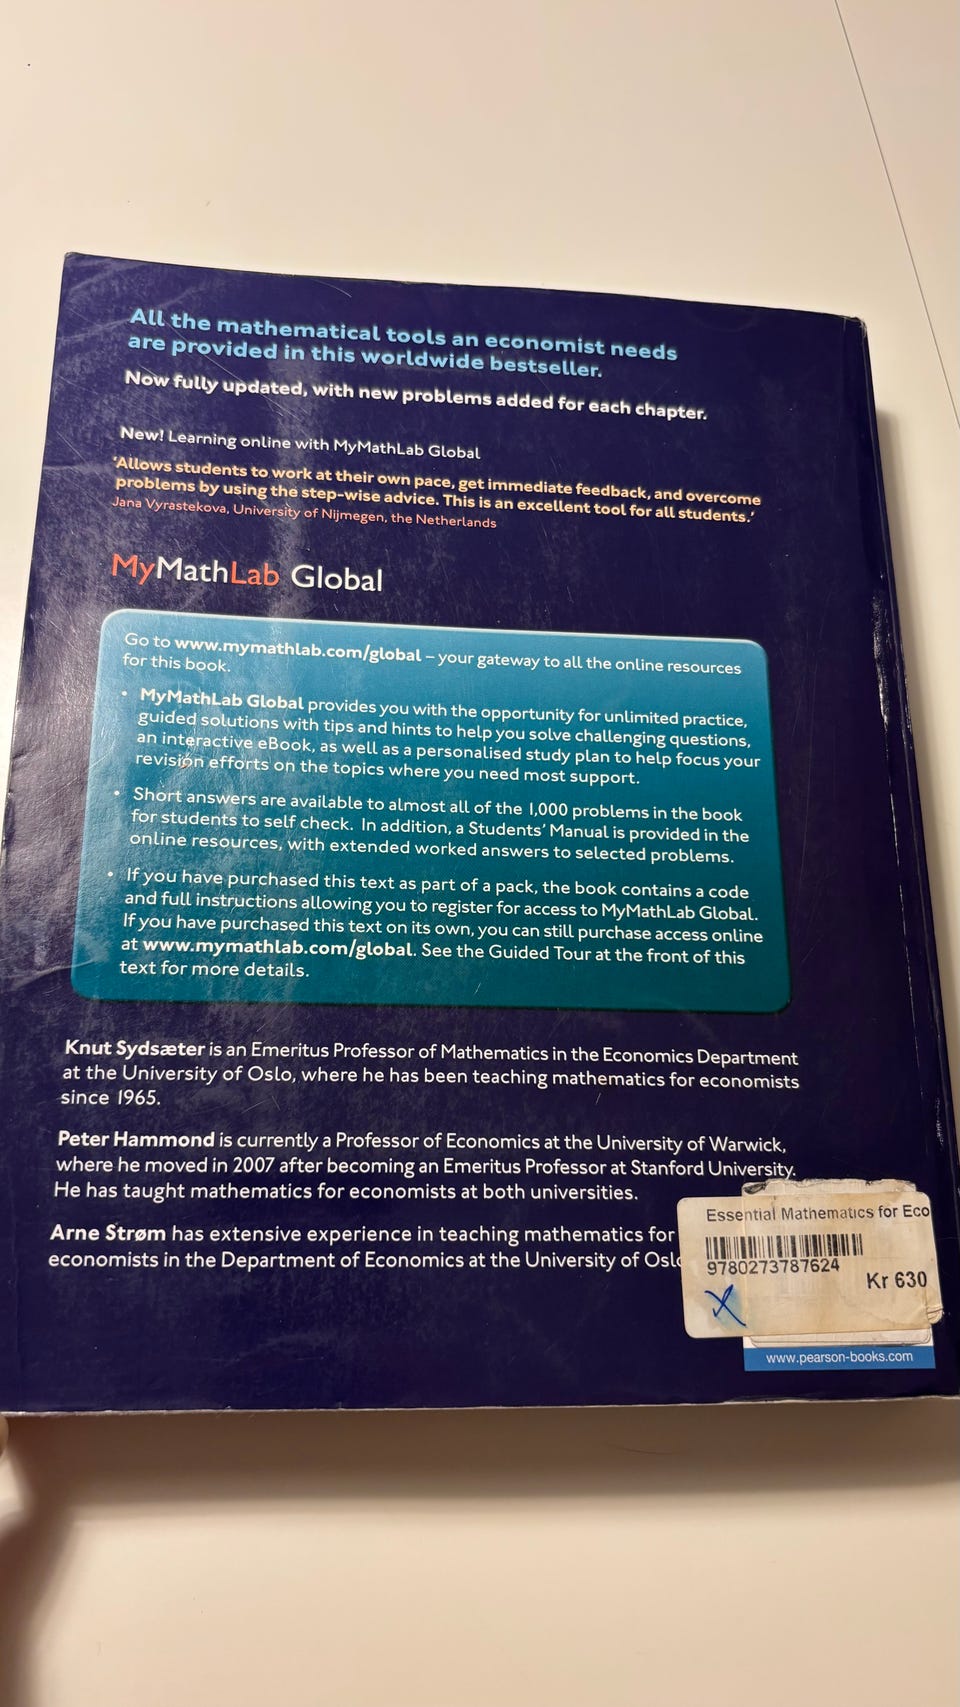 All the mathematical tools an economist needs
are provided in this worldwide bestseller.
Now fully updated, with new problems added for each chapter.
New! Learning online with MyMathLab Global
‘Allows students to work at their own pace, get immediate feedback, and overcome
problems by using the step-wise advice. This is an excellent tool for all students.’
Jana Vyrastekova, University of Nijmegen, the Netherlands
MyMathLab Global
Go to www.mymathlab.com/global – your gateway to all the online resources
for this book.
• MyMathLab Global provides you with the opportunity for unlimited practice,
guided solutions with tips and hints to help you solve challenging questions,
an interactive eBook, as well as a personalised study plan to help focus your
revision efforts on the topics where you need most support.
• Short answers are available to almost all of the 1,000 problems in the book
for students to self check. In addition, a Students’ Manual is provided in the
online resources, with extended worked answers to selected problems.
• If you have purchased this text as part of a pack, the book contains a code
and full instructions allowing you to register for access to MyMathLab Global.
If you have purchased this text on its own, you can still purchase access online
at www.mymathlab.com/global. See the Guided Tour at the front of this
text for more details.
Knut Sydsæter is an Emeritus Professor of Mathematics in the Economics Department
at the University of Oslo, where he has been teaching mathematics for economists
since 1965.
Peter Hammond is currently a Professor of Economics at the University of Warwick,
where he moved in 2007 after becoming an Emeritus Professor at Stanford University.
He has taught mathematics for economists at both universities.
Arne Strøm has extensive experience in teaching mathematics for
economists in the Department of Economics at the University of Oslo
Essential Mathematics for Eco
9780273787624
Kr 630
X
www.pearson-books.com